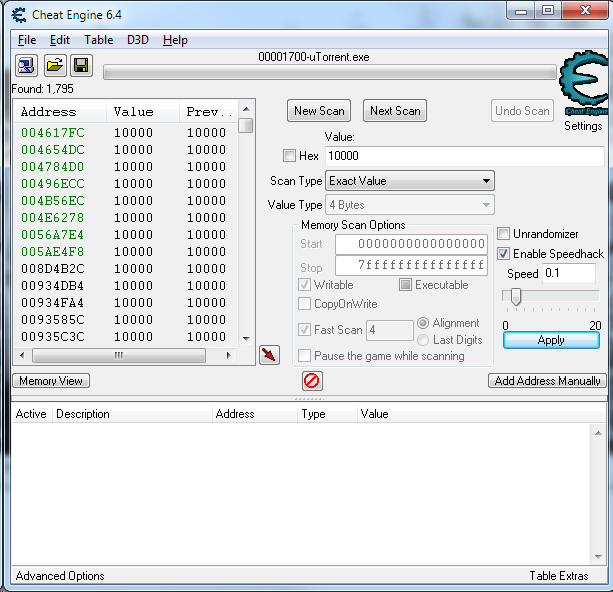 Cheat Engine 6.4
File Edit Table D3D Help
00001700-uTorrent.exe
Found: 1,795
Address Value Prev..
004617FC 10000 10000
004654DC 10000 10000
004784D0 10000 10000
00496ECC 10000 10000
004B56EC 10000 10000
004E6278 10000 10000
0056A7E4 10000 10000
005AE4F8 10000 10000
008D4B2C 10000 10000
00934DB4 10000 10000
00934FA4 10000 10000
0093585C 10000 10000
00935C3C 10000 10000
New Scan Next Scan Undo Scan
Cheat Engine
Settings
Value:
Hex 10000
Scan Type Exact Value
Value Type 4 Bytes
Memory Scan Options
Start 0000000000000000
Stop 7fffffffffffffff
Writable Executable
CopyOnWrite
Fast Scan 4 Alignment
Last Digits
Pause the game while scanning
Unrandomizer
Enable Speedhack
Speed 0.1
0 20
Apply
Memory View Add Address Manually
Active Description Address Type Value
Advanced Options Table Extras